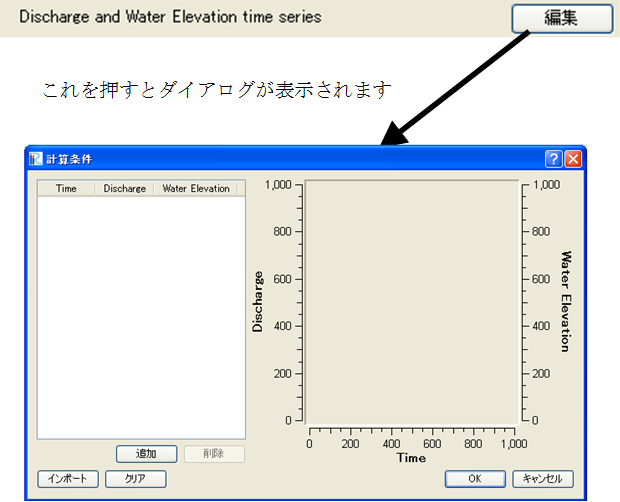 Discharge and Water Elevation time series 編集
これを押すとダイアログが表示されます
計算条件
Time Discharge Water Elevation
1,000
800
600
400
200
0
Discharge
1,000
800
600
400
200
0
Water Elevation
0 200 400 600 800 1,000
Time
追加 削除
インポート クリア OK キャンセル